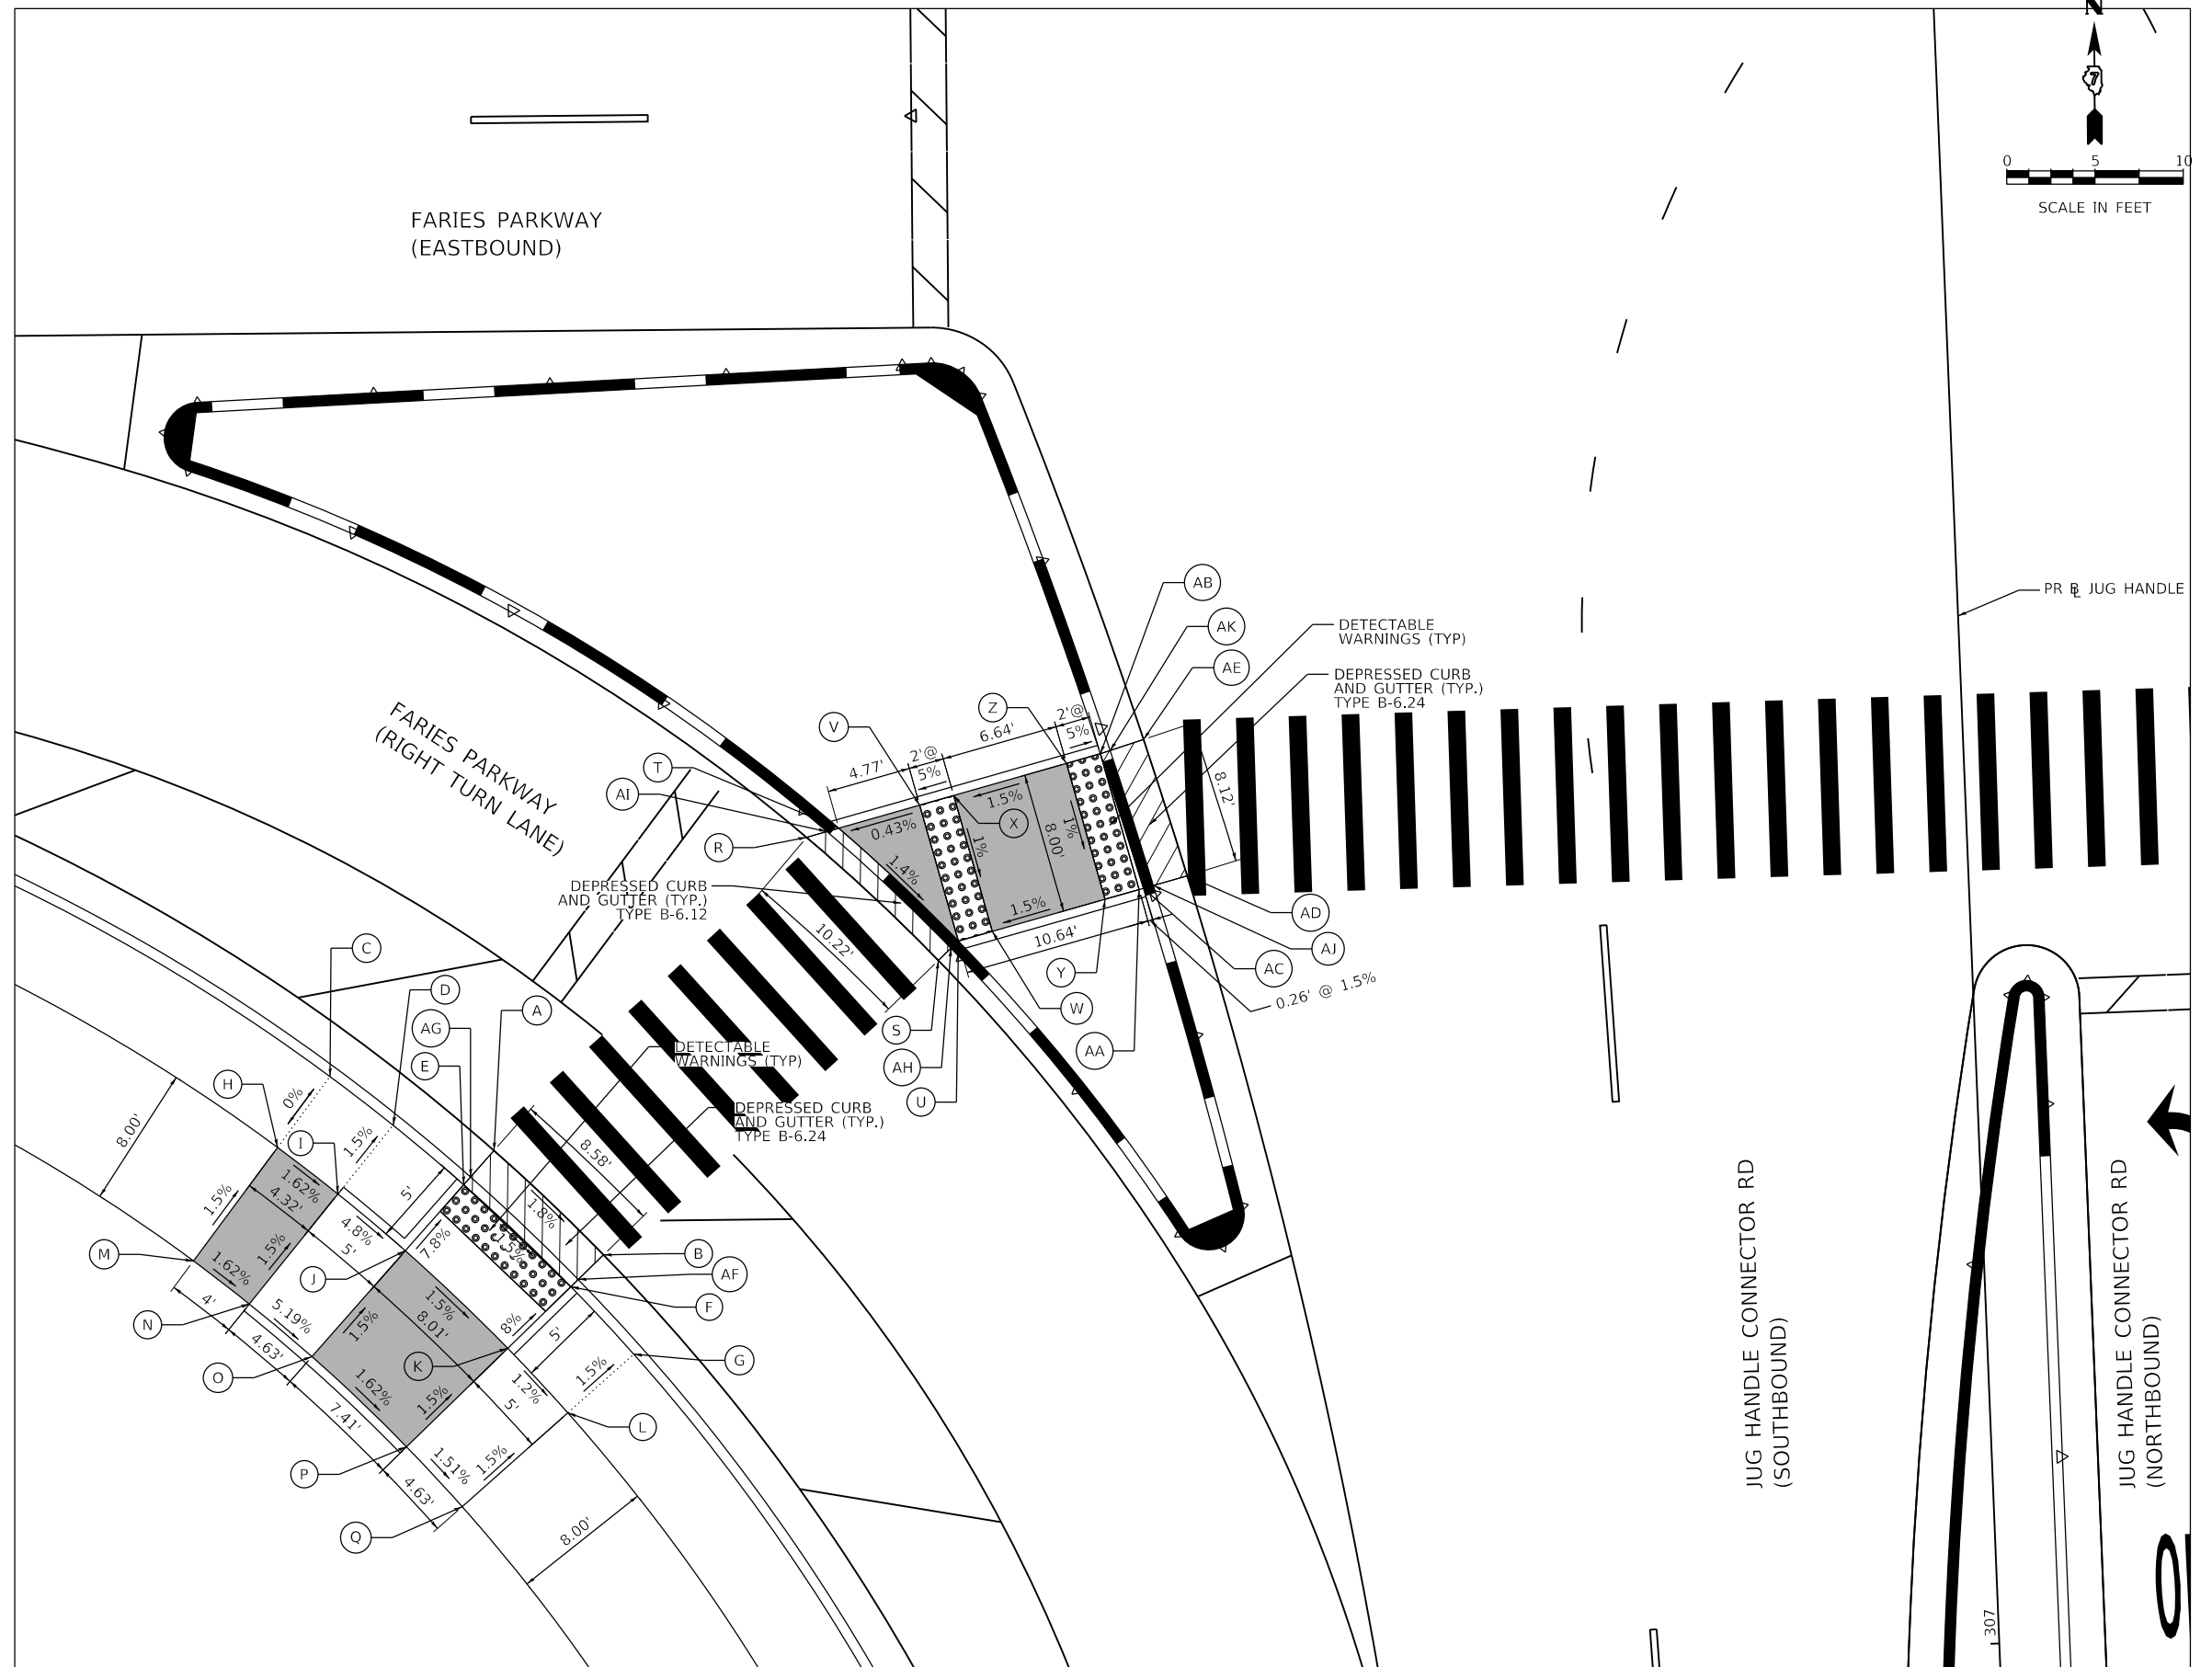 N
7
0 5 10
SCALE IN FEET
FARIES PARKWAY
(EASTBOUND)
PR ℄ JUG HANDLE
AB
AK
AE
DETECTABLE
WARNINGS (TYP)
DEPRESSED CURB
AND GUTTER (TYP.)
TYPE B-6.24
FARIES PARKWAY
(RIGHT TURN LANE)
V
Z
T
AI
R
4.77'
2'@
5%
6.64'
2'@
5%
8.12'
0.43%
1.4%
1%
1.5%
X
8.00'
1%
1.5%
10.64'
DEPRESSED CURB
AND GUTTER (TYP.)
TYPE B-6.12
10.22'
AD
AJ
AC
0.26' @ 1.5%
Y
W
AA
S
AH
U
C
D
AG
A
E
H
I
DETECTABLE
WARNINGS (TYP)
DEPRESSED CURB
AND GUTTER (TYP.)
TYPE B-6.24
8.58'
8.00'
0%
1.5%
5'
1.62%
4.32'
1.5%
4.8%
5'
7.8%
1.8%
1.5%
B
AF
F
M
1.62%
1.5%
J
N
4'
5.19%
4.63'
1.5%
1.5%
8.01'
8%
5'
K
G
O
1.62%
1.5%
1.2%
5'
1.5%
L
7.41'
P
1.51%
1.5%
4.63'
Q
8.00'
JUG HANDLE CONNECTOR RD
(SOUTHBOUND)
JUG HANDLE CONNECTOR RD
(NORTHBOUND)
307